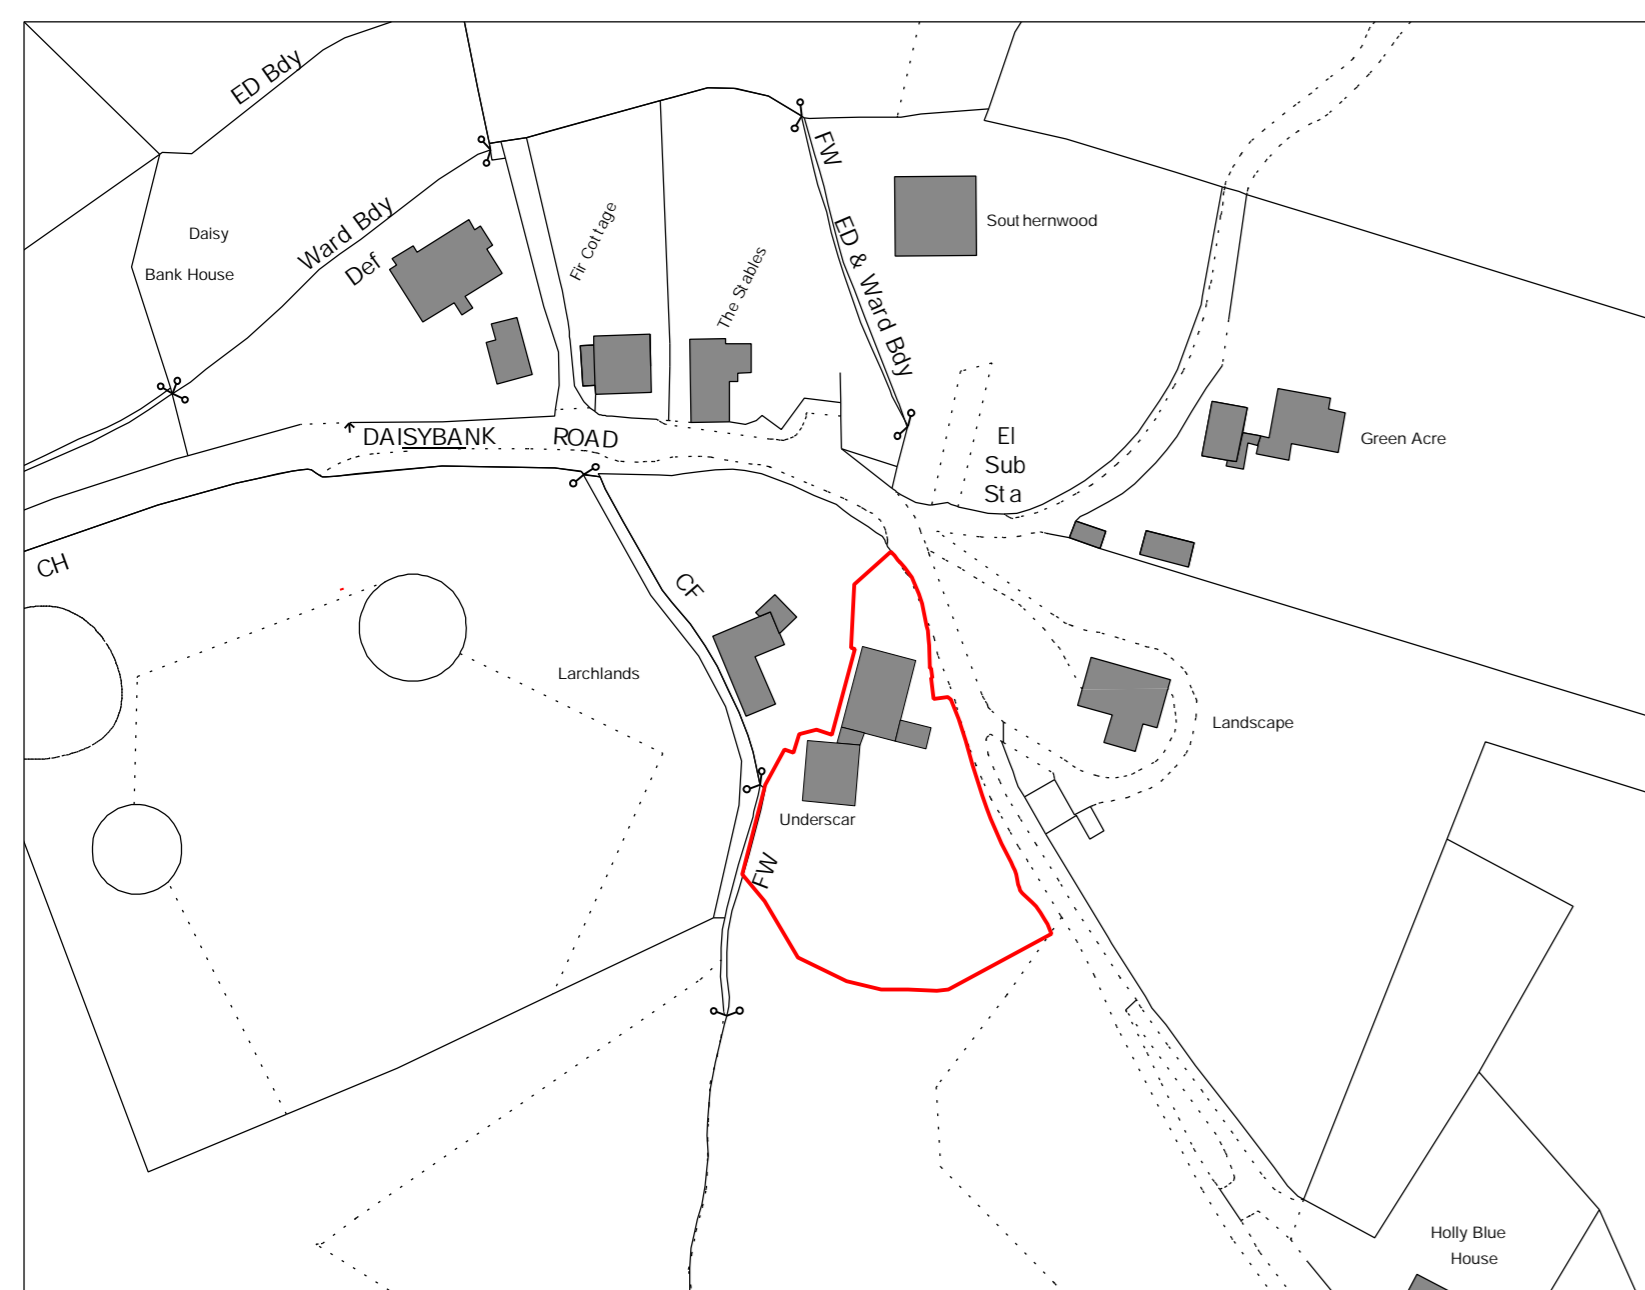 ED Bdy
FW
Fir Cottage
Southernwood
Daisy
Bank House
Ward Bdy
Def
The Stables
ED & Ward Bdy
DAISYBANK ROAD
El
Sub
Sta
Green Acre
CH
CF
Larchlands
Landscape
Underscar
FW
Holly Blue
House